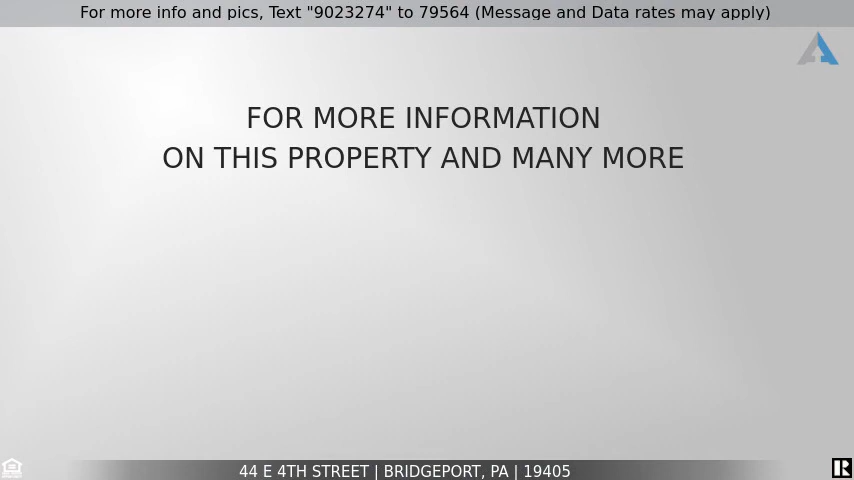 For more info and pics, Text "9023274" to 79564 (Message and Data rates may apply)
FOR MORE INFORMATION
ON THIS PROPERTY AND MANY MORE
44 E 4TH STREET | BRIDGEPORT, PA | 19405